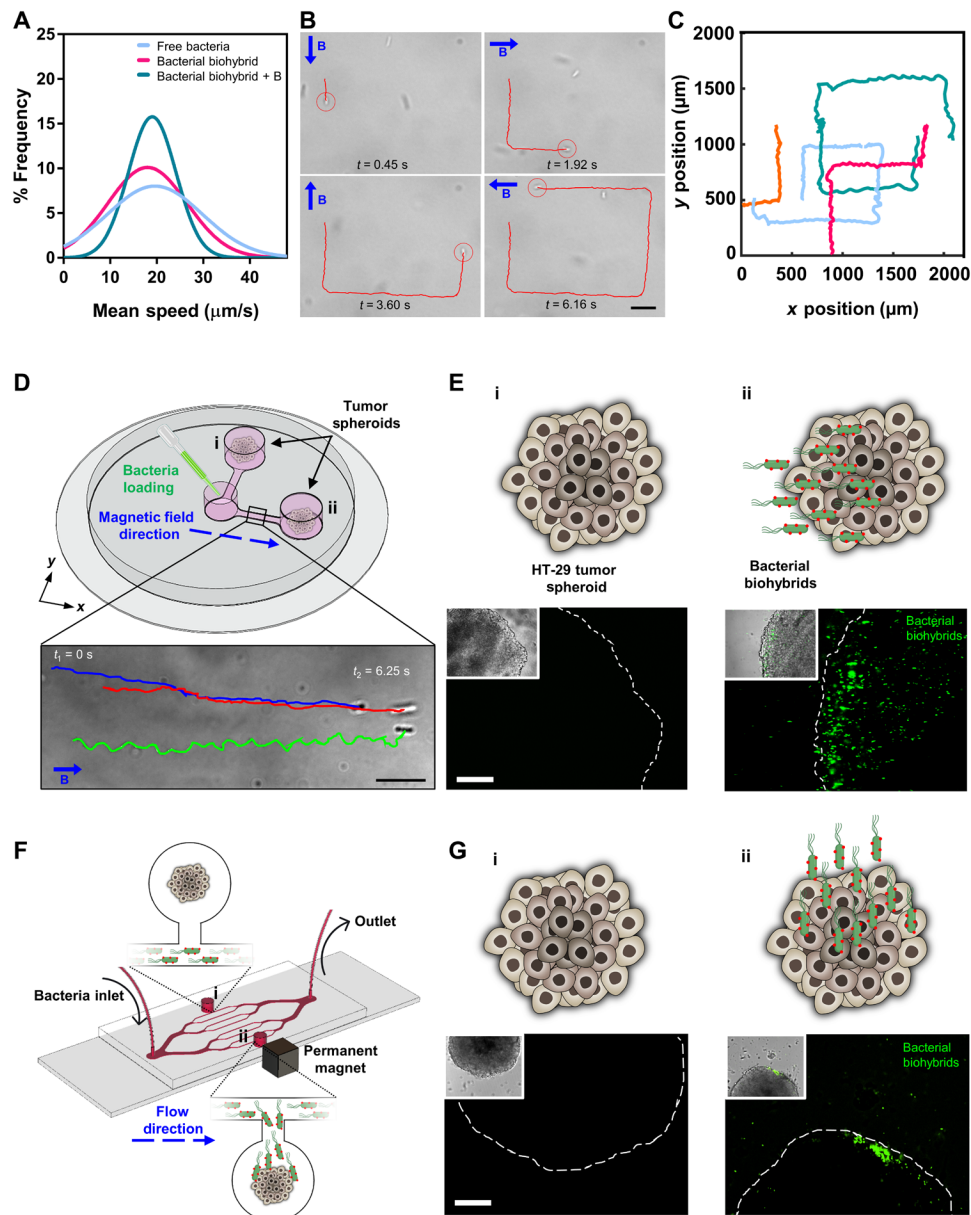 A
25
20
15
10
5
0
% Frequency
Free bacteria
Bacterial biohybrid
Bacterial biohybrid + B
0
10
20
30
40
Mean speed (μm/s)
B
B
t = 0.45 s
B
t = 1.92 s
B
t = 3.60 s
B
t = 6.16 s
C
2000
1500
1000
500
0
y position (μm)
0
500
1000
1500
2000
x position (μm)
D
Tumor
spheroids
i
Bacteria
loading
ii
Magnetic field
direction
y
x
t1 = 0 s
t2 = 6.25 s
B
E
i
ii
HT-29 tumor
spheroid
Bacterial
biohybrids
Bacterial
biohybrids
F
Outlet
Bacteria inlet
i
ii
Permanent
magnet
Flow
direction
G
i
ii
Bacterial
biohybrids